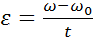 ε = (ω−ω₀)/t